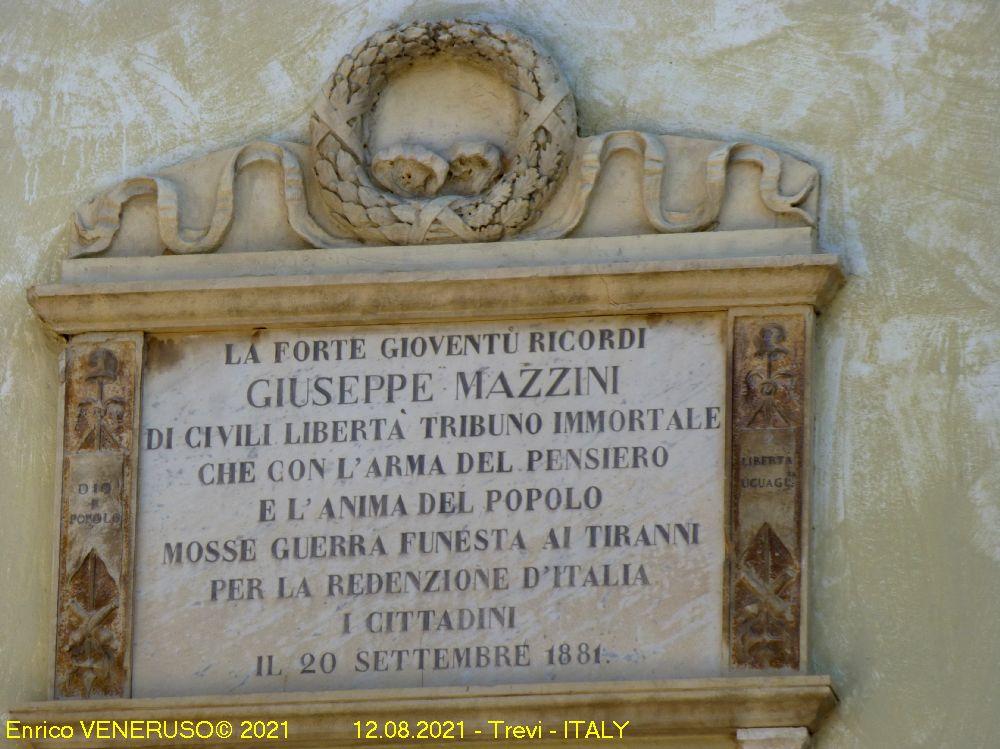 LA FORTE GIOVENTÙ RICORDI
GIUSEPPE MAZZINI
DI CIVILI LIBERTÀ TRIBUNO IMMORTALE
CHE CON L'ARMA DEL PENSIERO
E L'ANIMA DEL POPOLO
MOSSE GUERRA FUNESTA AI TIRANNI
PER LA REDENZIONE D'ITALIA
I CITTADINI
IL 20 SETTEMBRE 1881.
DIO
E
POPOLO
LIBERTA
UGUAGL.
Enrico VENERUSO© 2021 12.08.2021 - Trevi - ITALY